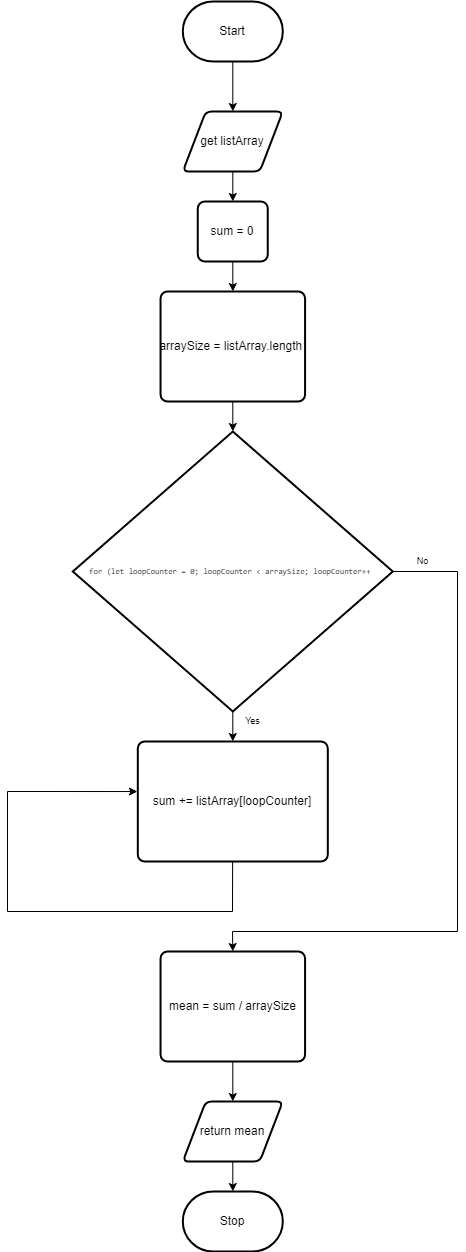 Start
get listArray
sum = 0
arraySize = listArray.length
for (let loopCounter = 0; loopCounter < arraySize; loopCounter++
No
Yes
sum += listArray[loopCounter]
mean = sum / arraySize
return mean
Stop